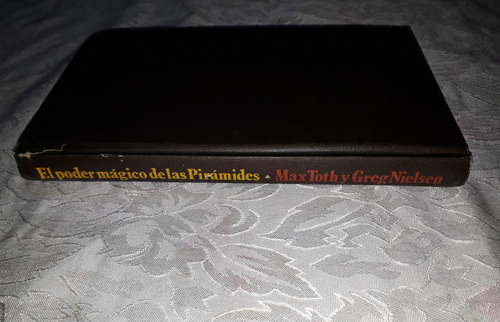 El poder mágico de las Pirámides ▲ Max Toth y Greg Nielsen